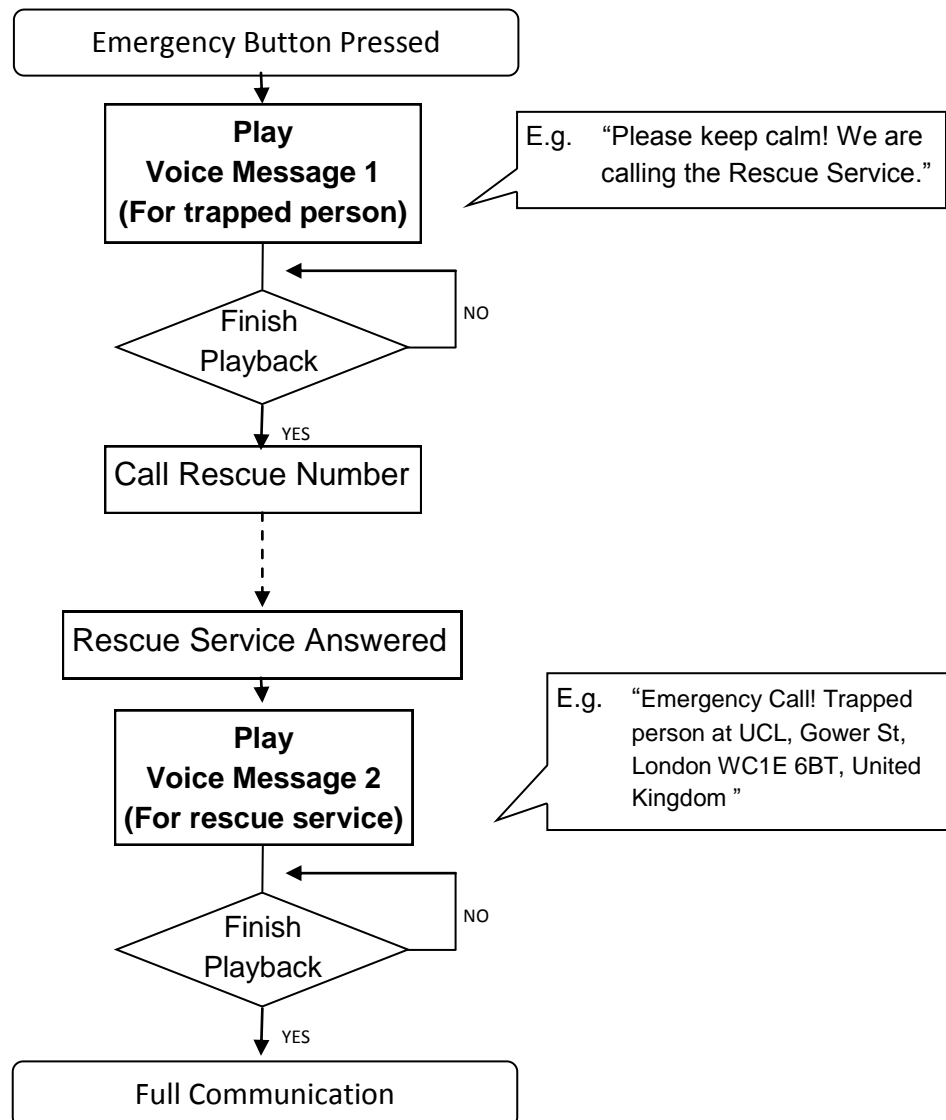 Emergency Button Pressed
Play
Voice Message 1
(For trapped person)
E.g. “Please keep calm! We are
calling the Rescue Service.”
Finish
Playback
NO
YES
Call Rescue Number
Rescue Service Answered
Play
Voice Message 2
(For rescue service)
E.g. “Emergency Call! Trapped
person at UCL, Gower St,
London WC1E 6BT, United
Kingdom ”
Finish
Playback
NO
YES
Full Communication